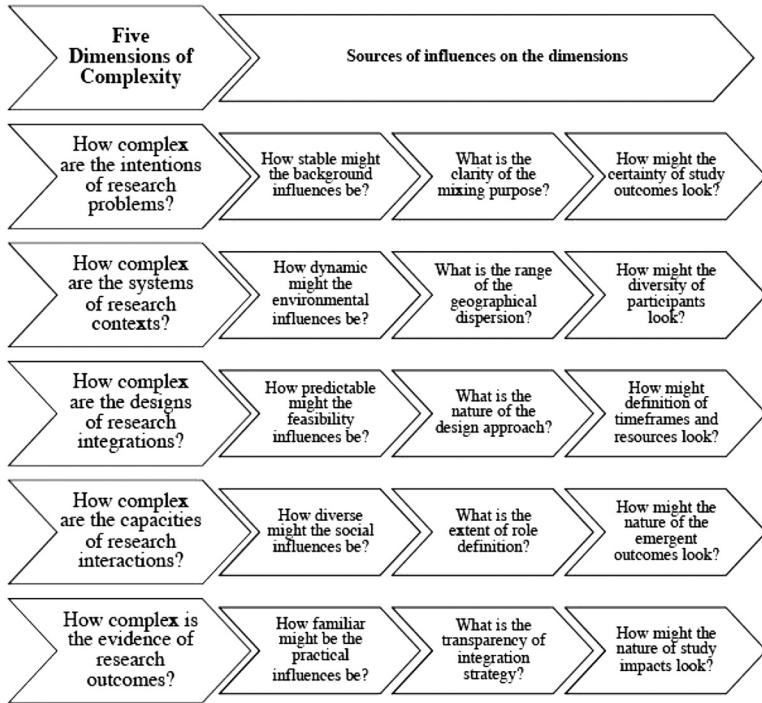 Five
Dimensions of
Complexity
Sources of influences on the dimensions
How complex
are the intentions
of research
problems?
How stable might
the background
influences be?
What is the
clarity of the
mixing purpose?
How might the
certainty of study
outcomes look?
How complex
are the systems
of research
contexts?
How dynamic
might the
environmental
influences be?
What is the range
of the
geographical
dispersion?
How might the
diversity of
participants
look?
How complex
are the designs
of research
integrations?
How predictable
might the
feasibility
influences be?
What is the
nature of the
design approach?
How might
definition of
timeframes and
resources look?
How complex
are the capacities
of research
interactions?
How diverse
might the social
influences be?
What is the
extent of role
definition?
How might the
nature of the
emergent
outcomes look?
How complex is
the evidence of
research
outcomes?
How familiar
might be the
practical
influences be?
What is the
transparency of
integration
strategy?
How might the
nature of study
impacts look?